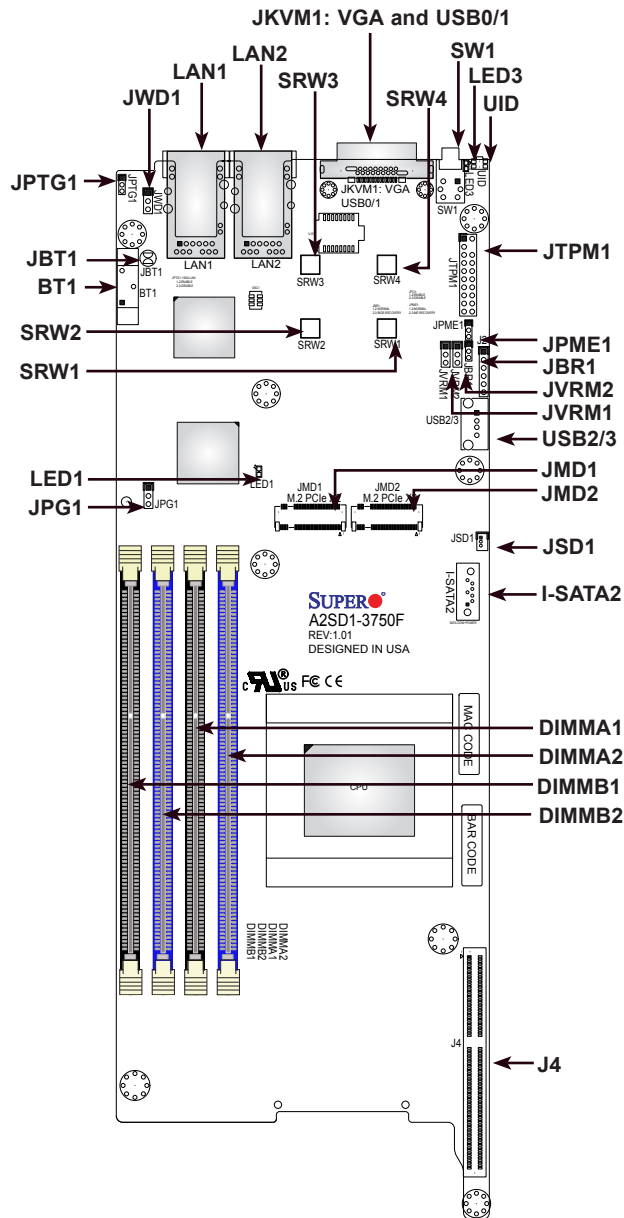 JKVM1: VGA and USB0/1
LAN1
LAN2
SRW3
SW1
LED3
UID
SRW4
JWD1
JPTG1
JBT1
BT1
SRW2
SRW1
LED1
JPG1
JTPM1
JPME1
JBR1
JVRM2
JVRM1
USB2/3
JMD1
JMD2
JSD1
I-SATA2
DIMMA1
DIMMA2
DIMMB1
DIMMB2
J4
JPTG1
JWD1
LAN1
LAN2
JKVM1: VGA
USB0/1
SW1
LED3
UID
JBT1
BT1
SRW3
SRW4
JTPM1
SRW2
SRW1
JPME1
JVRM1
USB2/3
LED1
JPG1
JMD1
M.2 PCIe
JMD2
M.2 PCIe
JSD1
I-SATA2
SUPER
A2SD1-3750F
REV:1.01
DESIGNED IN USA
C US ® FC CE
MAC CODE
CPU
BAR CODE
DIMMA2
DIMMA1
DIMMB2
DIMMB1
J4